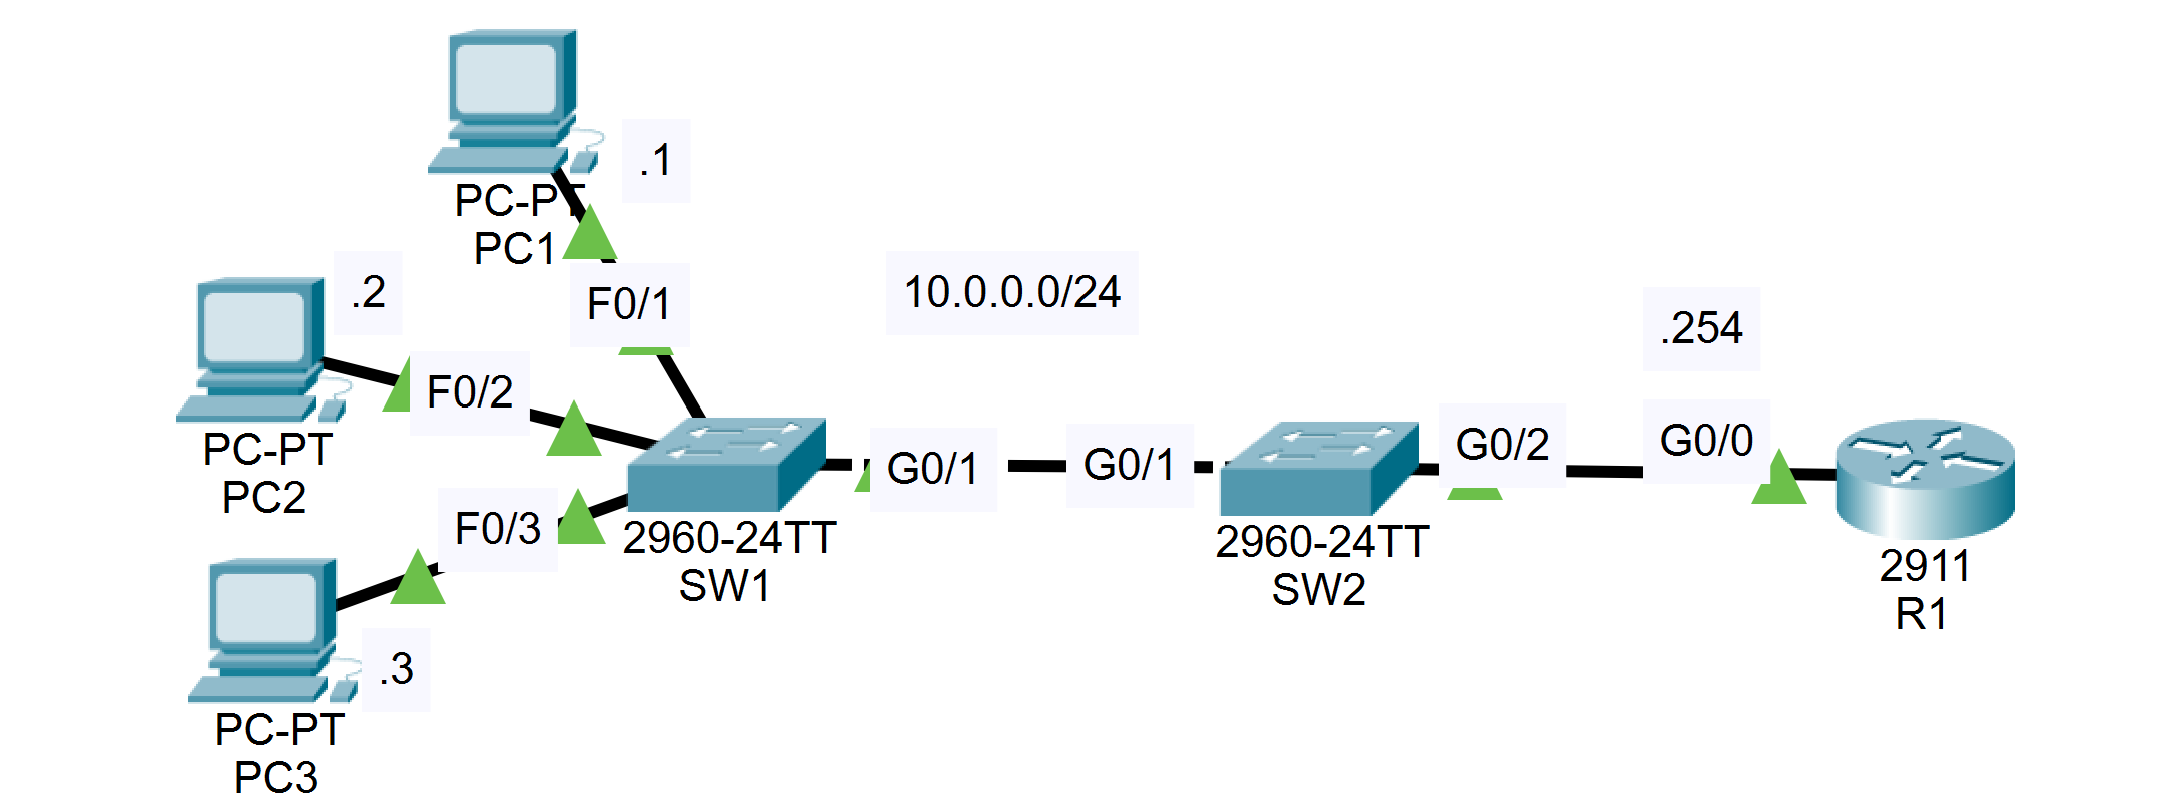 .1
PC-PT
PC1
.2
F0/1
10.0.0.0/24
.254
F0/2
PC-PT
PC2
G0/1
G0/1
G0/2
G0/0
F0/3
2960-24TT
SW1
2960-24TT
SW2
2911
R1
.3
PC-PT
PC3